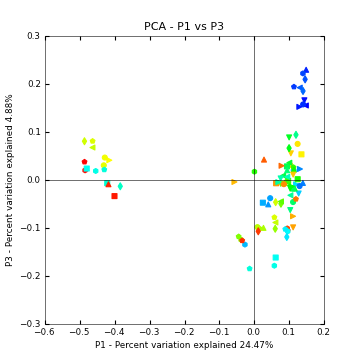 PCA - P1 vs P3
0.3
0.2
0.1
0.0
−0.1
−0.2
−0.3
P3 - Percent variation explained 4.88%
−0.6 −0.5 −0.4 −0.3 −0.2 −0.1 0.0 0.1 0.2
P1 - Percent variation explained 24.47%